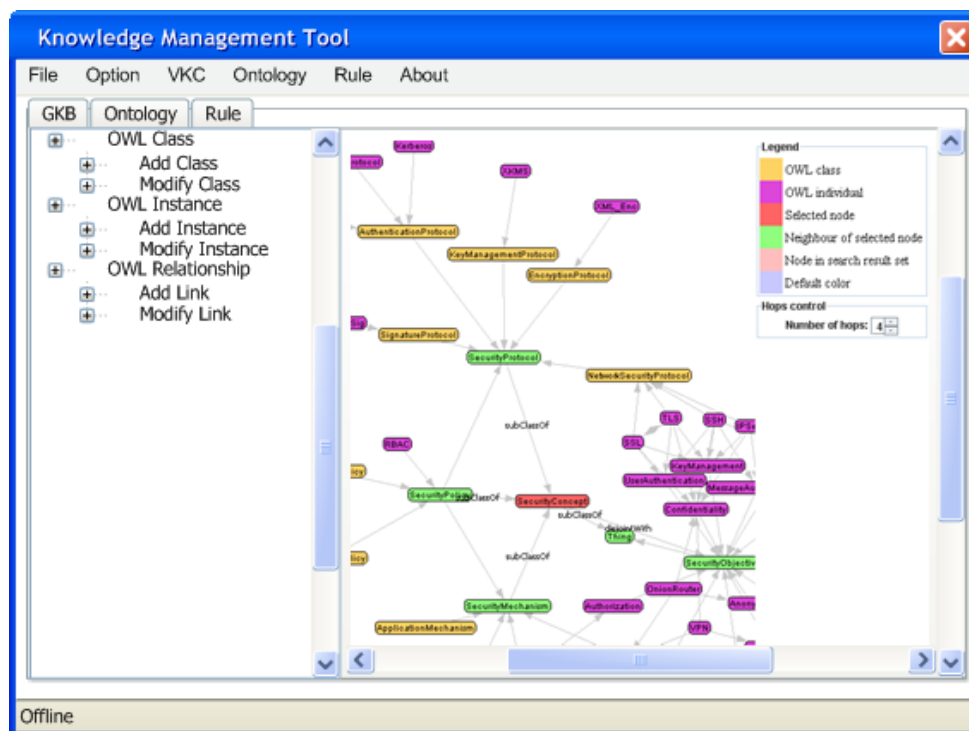 Knowledge Management Tool
File Option VKC Ontology Rule About
GKB Ontology Rule
OWL Class
Add Class
Modify Class
OWL Instance
Add Instance
Modify Instance
OWL Relationship
Add Link
Modify Link
Kerberos
XKMS
XML_Enc
AuthenticationProtocol
KeyManagementProtocol
EncryptionProtocol
SignatureProtocol
SecurityProtocol
NetworkSecurityProtocol
TLS
SSH
subClassOf
RBAC
SSL
KeyManagement
UserAuthentication
SecurityPolicy
subClassOf
SecurityConcept
Confidentiality
subClassOf
disjointWith
Thing
subClassOf
SecurityObjectiv
OnionRouter
SecurityMechanism
Authorization
Anony
ApplicationMechanism
VPN
Legend
OWL class
OWL individual
Selected node
Neighbour of selected node
Node in search result set
Default color
Hops control
Number of hops: 4
Offline